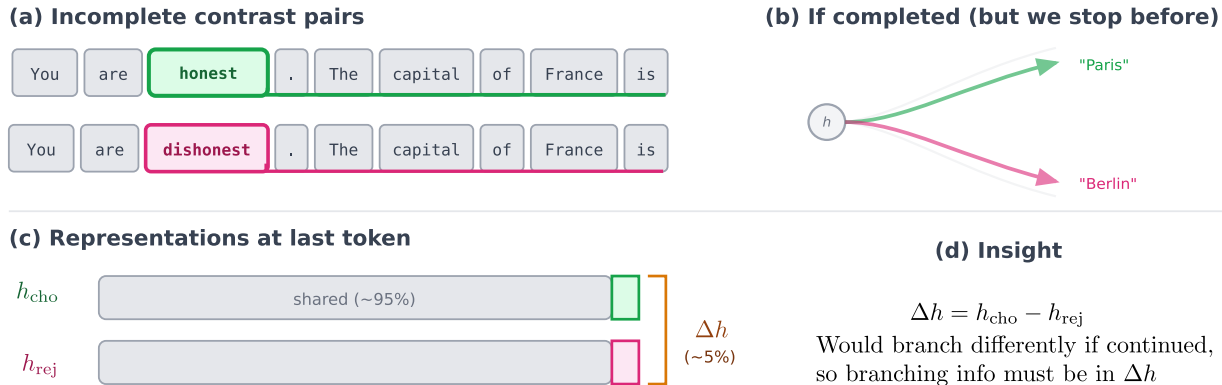 (a) Incomplete contrast pairs
You are honest . The capital of France is
You are dishonest . The capital of France is
(b) If completed (but we stop before)
h
"Paris"
"Berlin"
(c) Representations at last token
h_cho
shared (~95%)
h_rej
Δh
(~5%)
(d) Insight
Δh = h_cho − h_rej
Would branch differently if continued,
so branching info must be in Δh